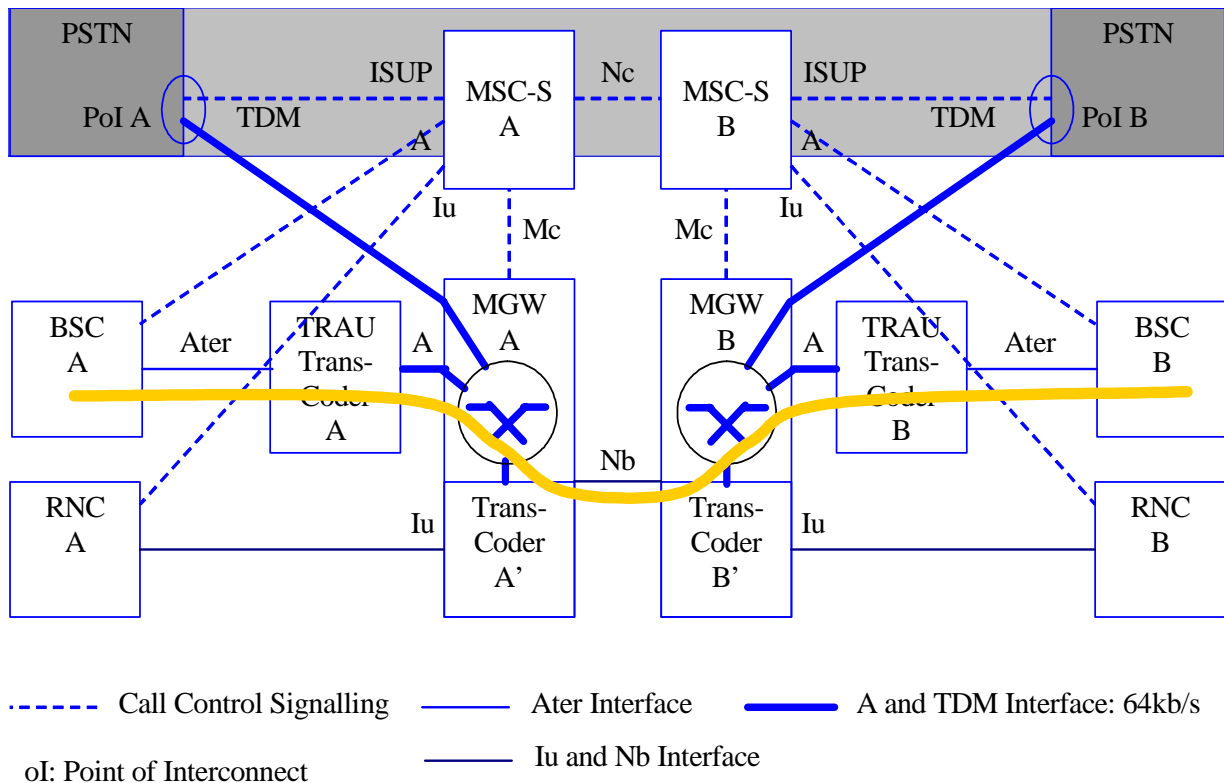 PSTN
PSTN
ISUP
Nc
ISUP
MSC-S
A
MSC-S
B
PoI A
TDM
TDM
PoI B
A
A
Iu
Iu
Mc
Mc
BSC
A
Ater
TRAU
Trans-
Coder
A
A
MGW
A
MGW
B
A
TRAU
Trans-
Coder
B
Ater
BSC
B
Nb
RNC
A
Iu
Trans-
Coder
A’
Trans-
Coder
B’
Iu
RNC
B
Call Control Signalling
Ater Interface
A and TDM Interface: 64kb/s
oI: Point of Interconnect
Iu and Nb Interface